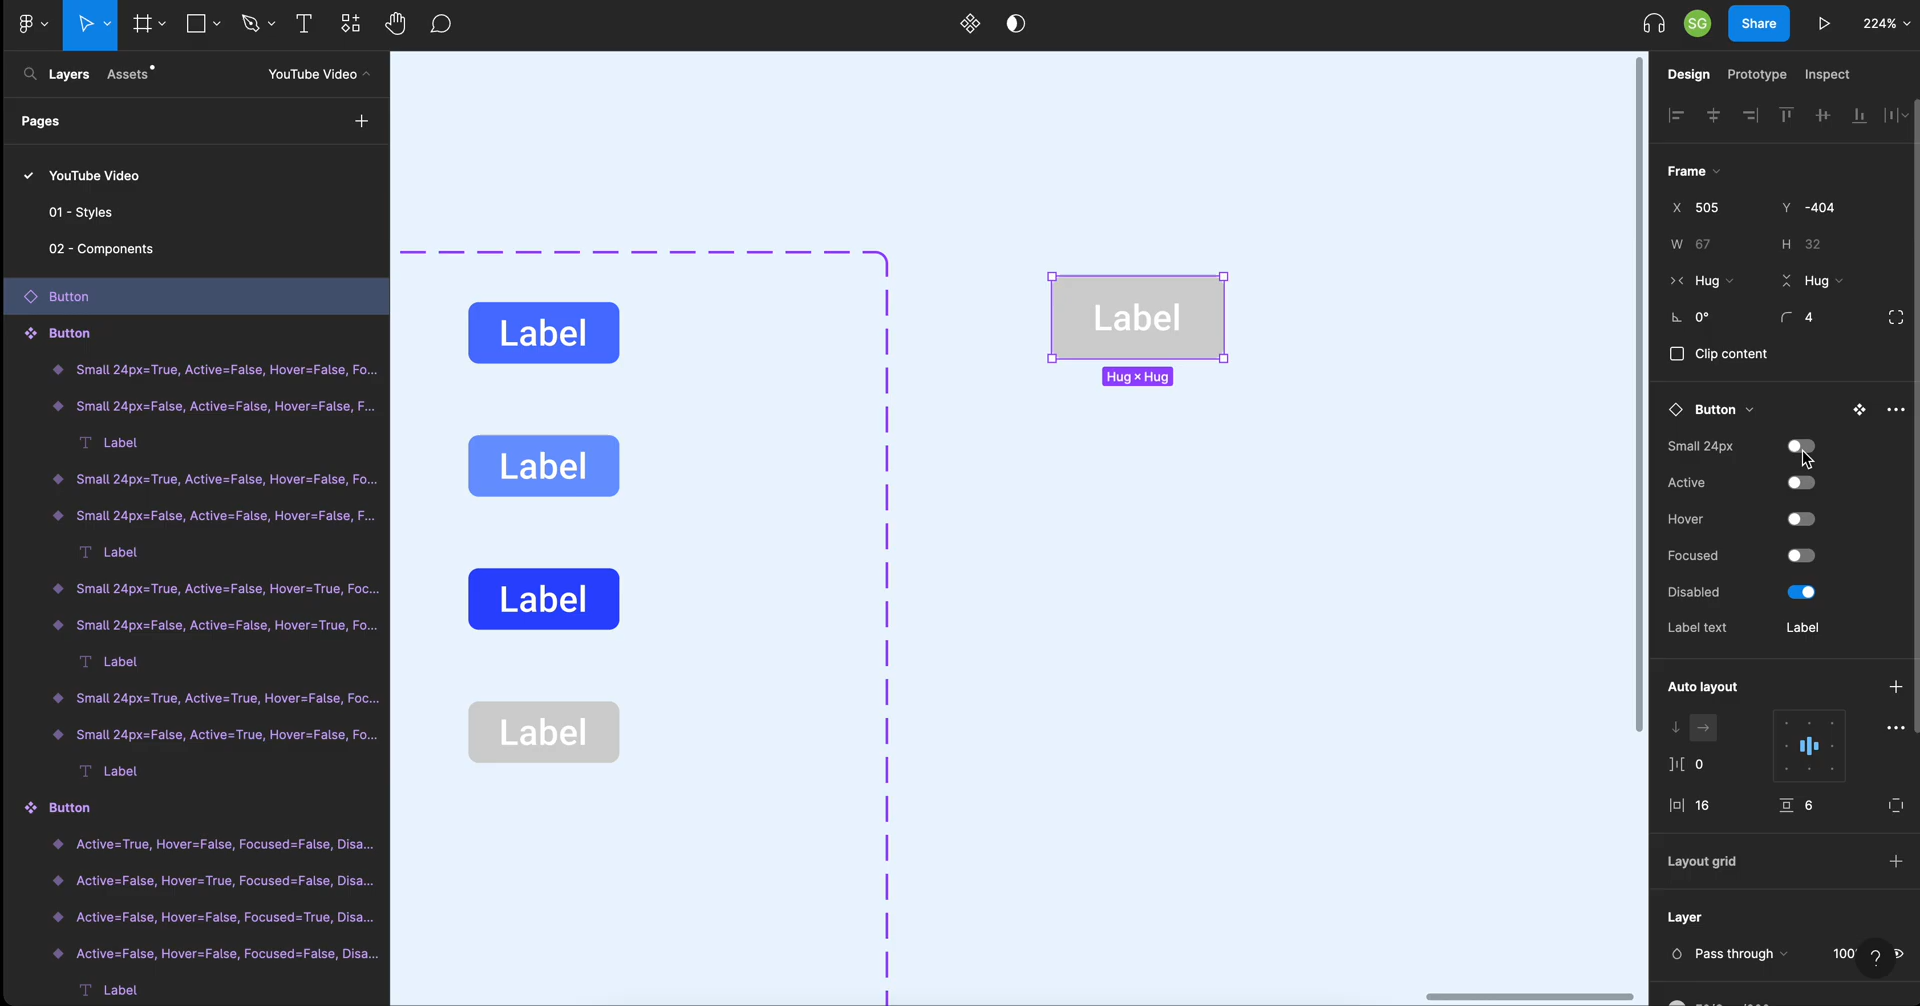 SG
Share
224%
Layers
Assets
YouTube Video
Design
Prototype
Inspect
Pages
YouTube Video
01 - Styles
02 - Components
Button
Button
Small 24px=True, Active=False, Hover=False, Fo...
Small 24px=False, Active=False, Hover=False, F...
Label
Small 24px=True, Active=False, Hover=False, Fo...
Small 24px=False, Active=False, Hover=False, F...
Label
Small 24px=True, Active=False, Hover=True, Foc...
Small 24px=False, Active=False, Hover=True, Fo...
Label
Small 24px=True, Active=True, Hover=False, Foc...
Small 24px=False, Active=True, Hover=False, Fo...
Label
Button
Active=True, Hover=False, Focused=False, Disa...
Active=False, Hover=True, Focused=False, Disa...
Active=False, Hover=False, Focused=True, Disa...
Active=False, Hover=False, Focused=False, Disa...
Label
Label
Label
Label
Label
Label
Hug × Hug
Frame
X 505
Y -404
W 67
H 32
Hug
Hug
0°
4
Clip content
Button
Small 24px
Active
Hover
Focused
Disabled
Label text
Label
Auto layout
0
16
6
Layout grid
Layer
Pass through
100
?